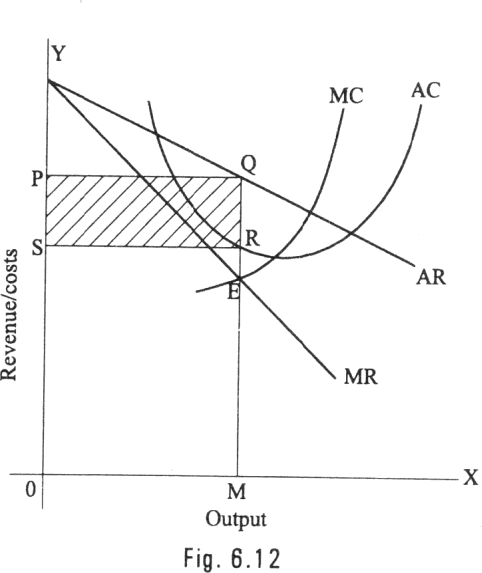 Y
MC
AC
P
Q
S
R
E
AR
MR
Revenue/costs
0
M
X
Output
Fig. 6.12